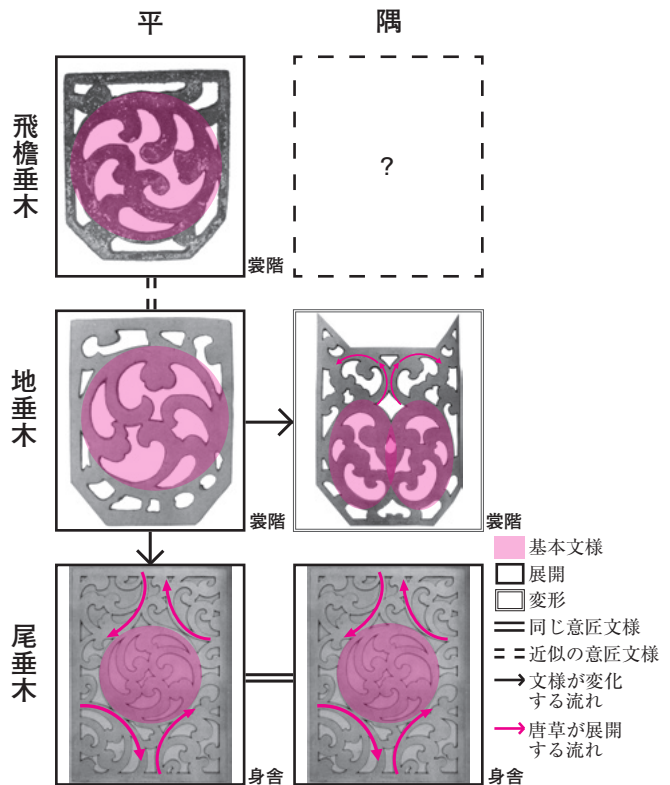 平
隅
飛檐垂木
?
裳階
地垂木
裳階
裳階
尾垂木
身舎
身舎
基本文様
展開
変形
同じ意匠文様
近似の意匠文様
文様が変化
する流れ
唐草が展開
する流れ